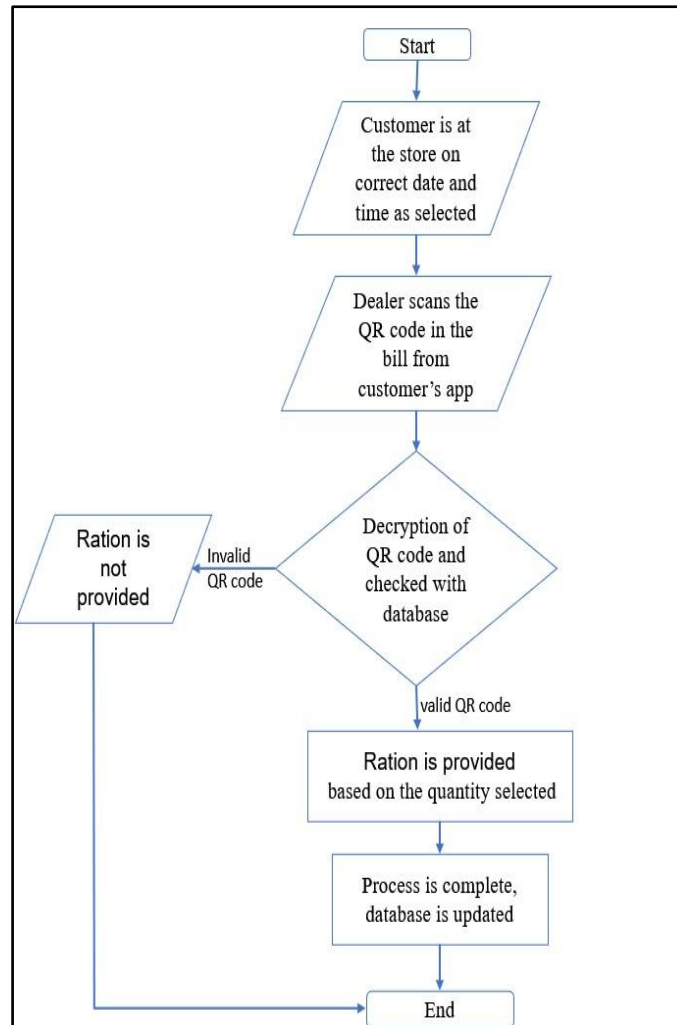 Start
Customer is at
the store on
correct date and
time as selected
Dealer scans the
QR code in the
bill from
customer's app
Decryption of
QR code and
checked with
database
Invalid
QR code
Ration is
not
provided
valid QR code
Ration is provided
based on the quantity selected
Process is complete,
database is updated
End